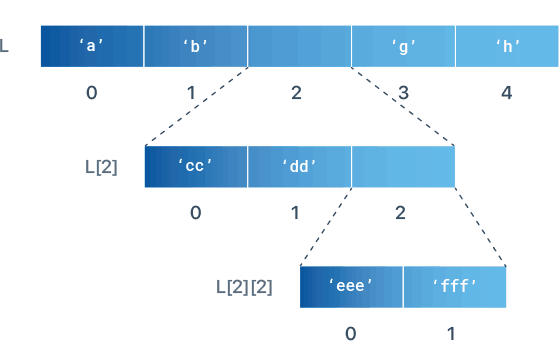 L ‘a’ ‘b’ ‘g’ ‘h’
0 1 2 3 4
L[2] ‘cc’ ‘dd’
0 1 2
L[2][2] ‘eee’ ‘fff’
0 1